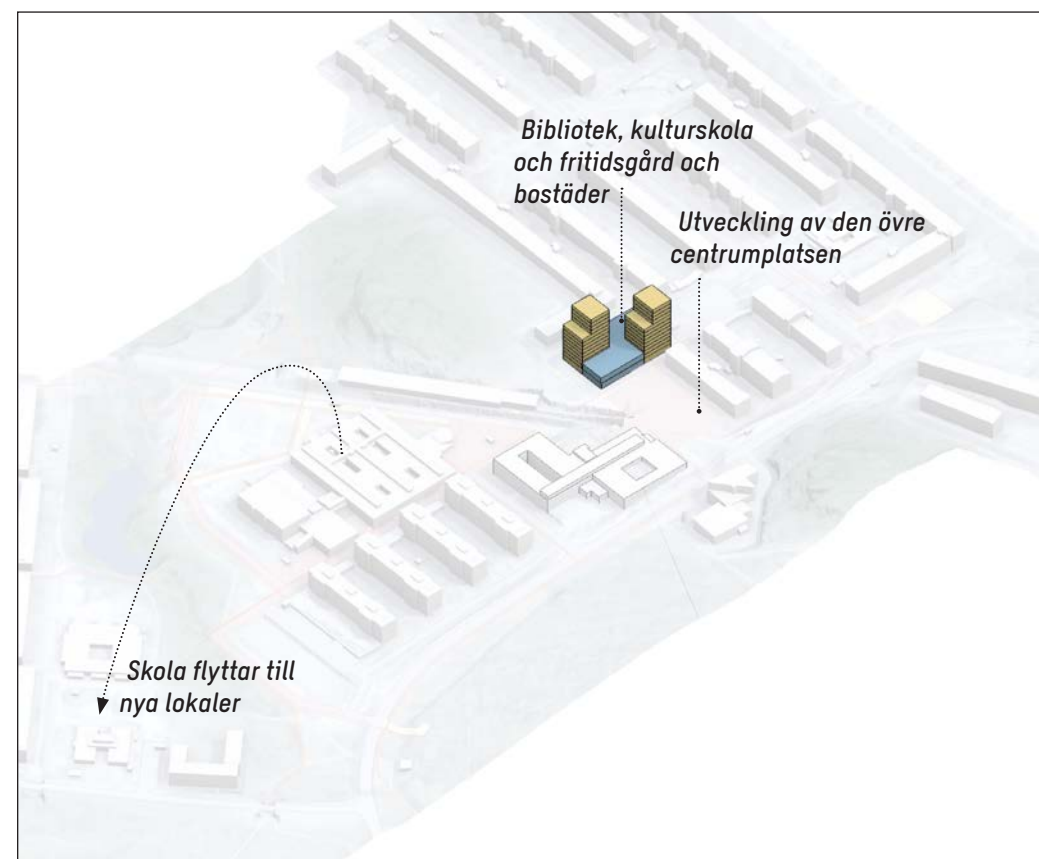 Bibliotek, kulturskola
och fritidsgård och
bostäder
Utveckling av den övre
centrumplatsen
Skola flyttar till
nya lokaler